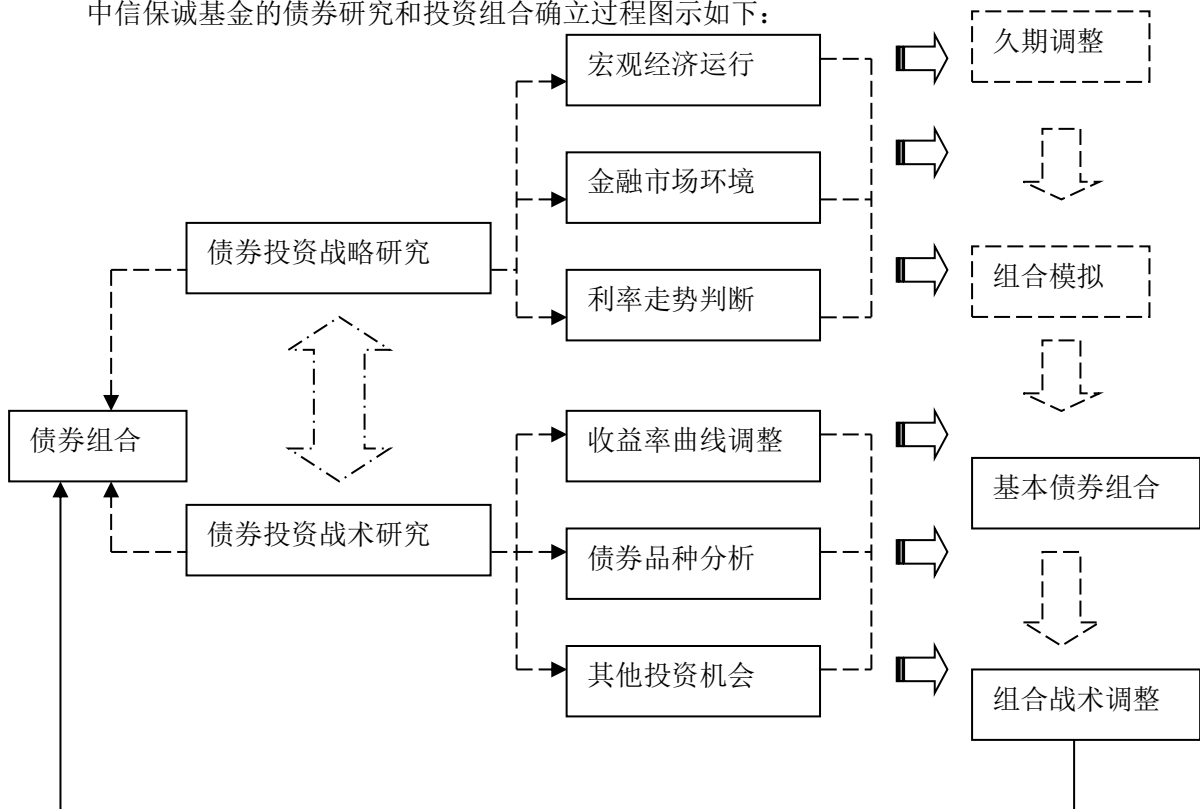 中信保诚基金的债券研究和投资组合确立过程图示如下：
宏观经济运行
久期调整
金融市场环境
债券投资战略研究
利率走势判断
组合模拟
债券组合
收益率曲线调整
基本债券组合
债券投资战术研究
债券品种分析
其他投资机会
组合战术调整